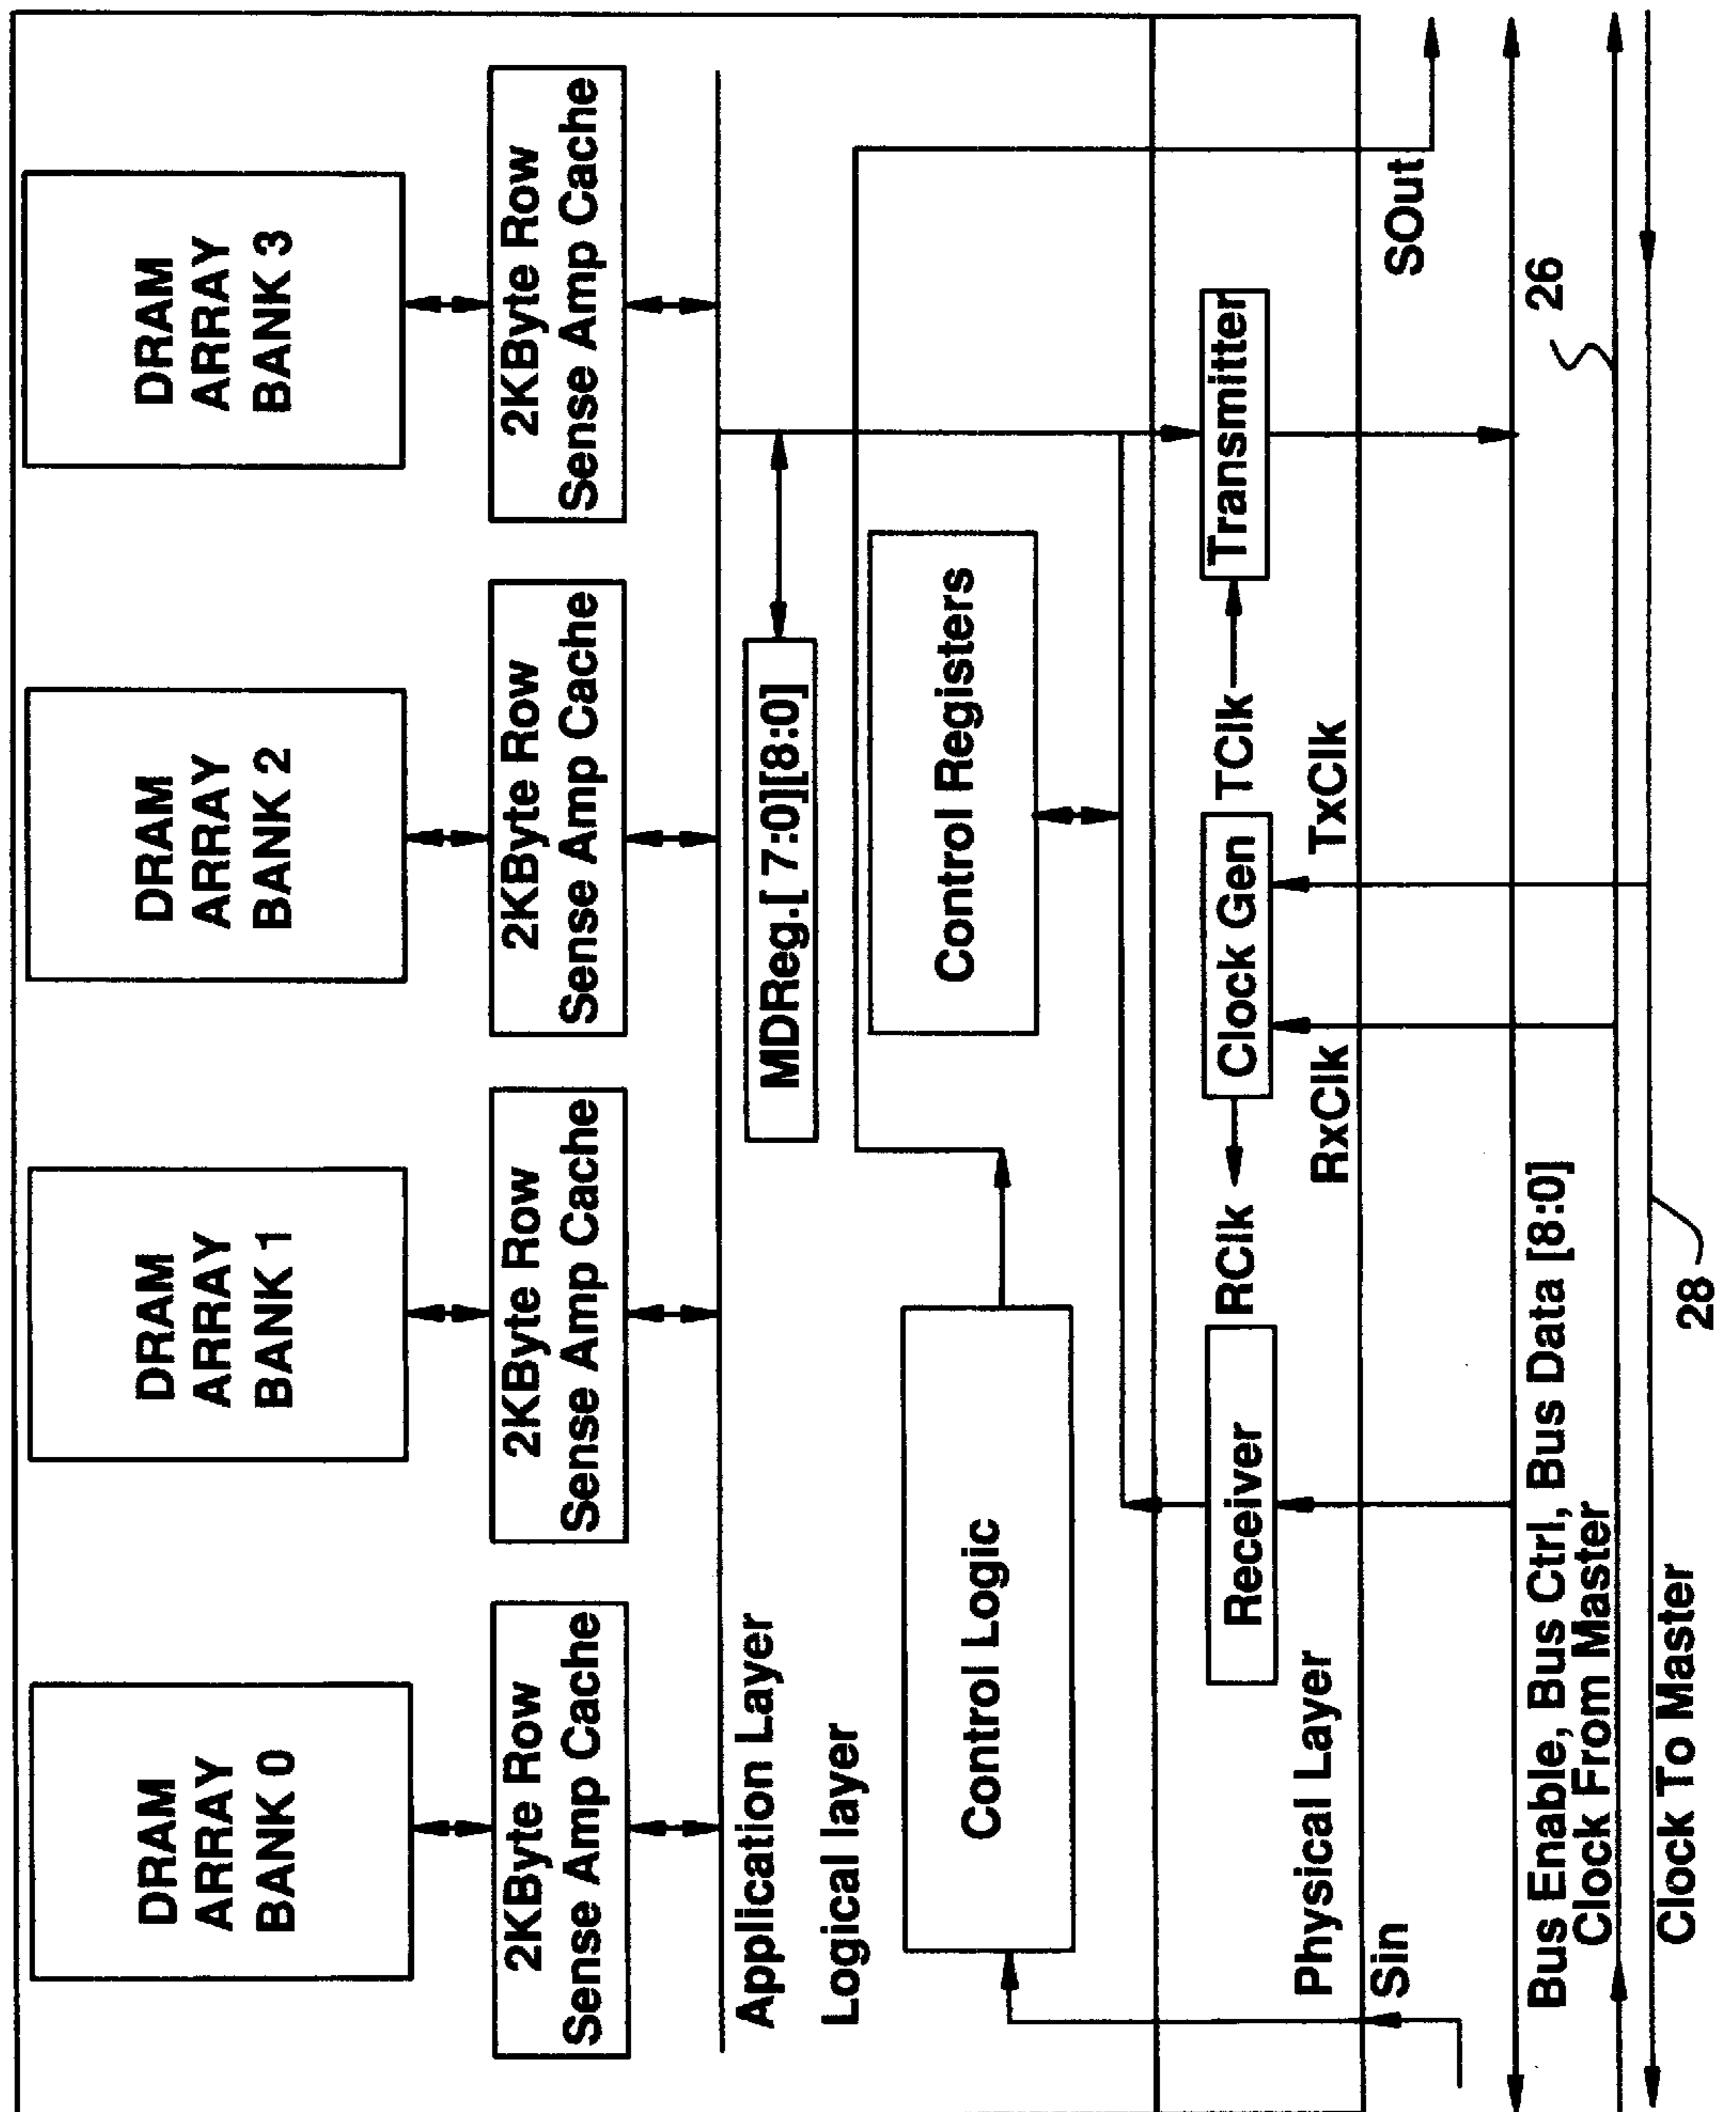 DRAM
ARRAY
BANK 0
DRAM
ARRAY
BANK 1
DRAM
ARRAY
BANK 2
DRAM
ARRAY
BANK 3
2KByte Row
Sense Amp Cache
2KByte Row
Sense Amp Cache
2KByte Row
Sense Amp Cache
2KByte Row
Sense Amp Cache
Application Layer
MDReg.[ 7:0][8:0]
Logical layer
Control Logic
Control Registers
Receiver
RClk
Clock Gen
TClk
Transmitter
Physical Layer
RxClk
TxClk
Sin
SOut
Bus Enable, Bus Ctrl, Bus Data [8:0]
26
Clock From Master
Clock To Master
28